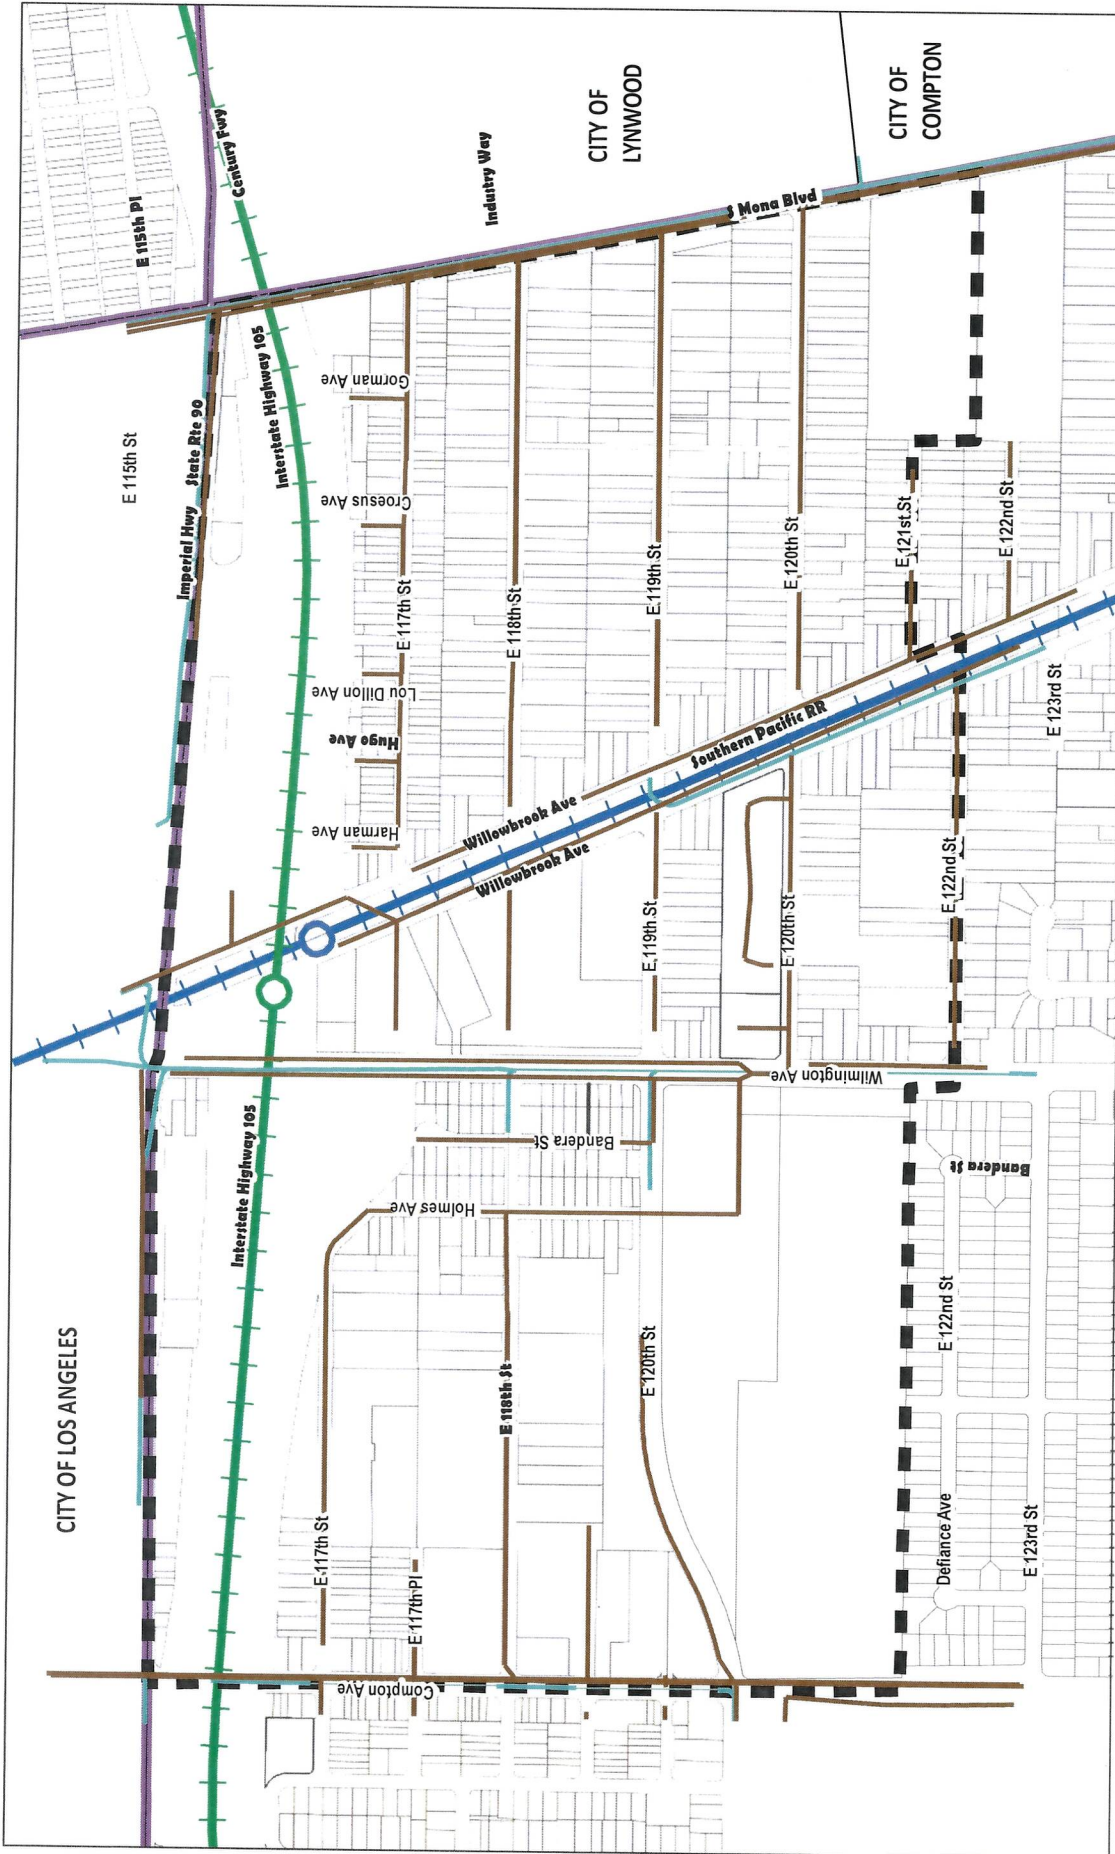 CITY OF LOS ANGELES
E 115th St
E 115th Pl
Imperial Hwy
State Rte 90
Century Fwy
Interstate Highway 105
Interstate Highway 105
Industry Way
CITY OF
LYNWOOD
CITY OF
COMPTON
S Mona Blvd
Gorman Ave
Croesus Ave
Lou Dillon Ave
Hugo Ave
Harman Ave
E 117th St
E 118th St
E 119th St
E 120th St
E 121st St
E 122nd St
E 123rd St
Willowbrook Ave
Willowbrook Ave
Southern Pacific RR
E 119th St
E 120th St
E 122nd St
Wilmington Ave
Bandera St
Bandera St
Holmes Ave
E 117th St
E 117th Pl
E 118th St
E 120th St
E 122nd St
Defiance Ave
E 123rd St
Compton Ave